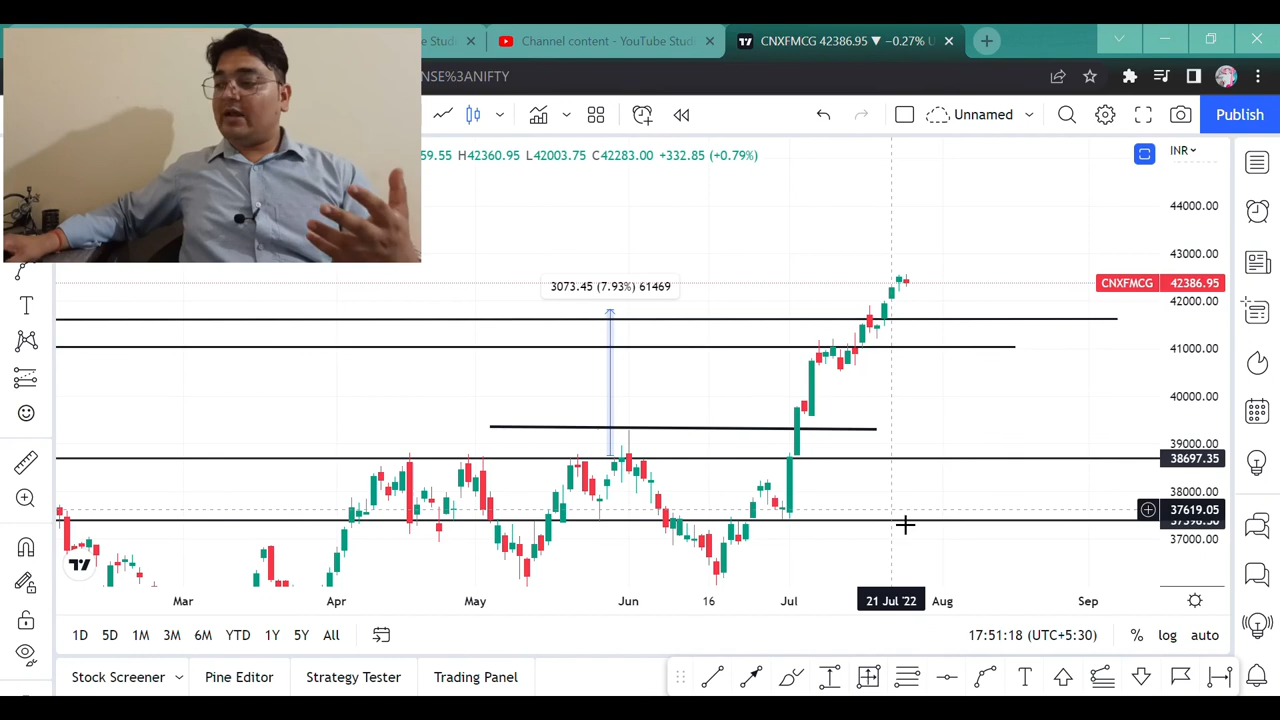 e Stud
Channel content - YouTube Stud
CNXFMCG 42386.95 ▼ −0.27% U
NSE%3ANIFTY
Unnamed
Publish
59.55 H42360.95 L42003.75 C42283.00 +332.85 (+0.79%)
INR
44000.00
43000.00
3073.45 (7.93%) 61469
CNXFMCG 42386.95
42000.00
41000.00
40000.00
39000.00
38697.35
38000.00
37619.05
37000.00
Mar Apr May Jun 16 Jul 21 Jul '22 Aug Sep
1D 5D 1M 3M 6M YTD 1Y 5Y All 17:51:18 (UTC+5:30) % log auto
Stock Screener Pine Editor Strategy Tester Trading Panel